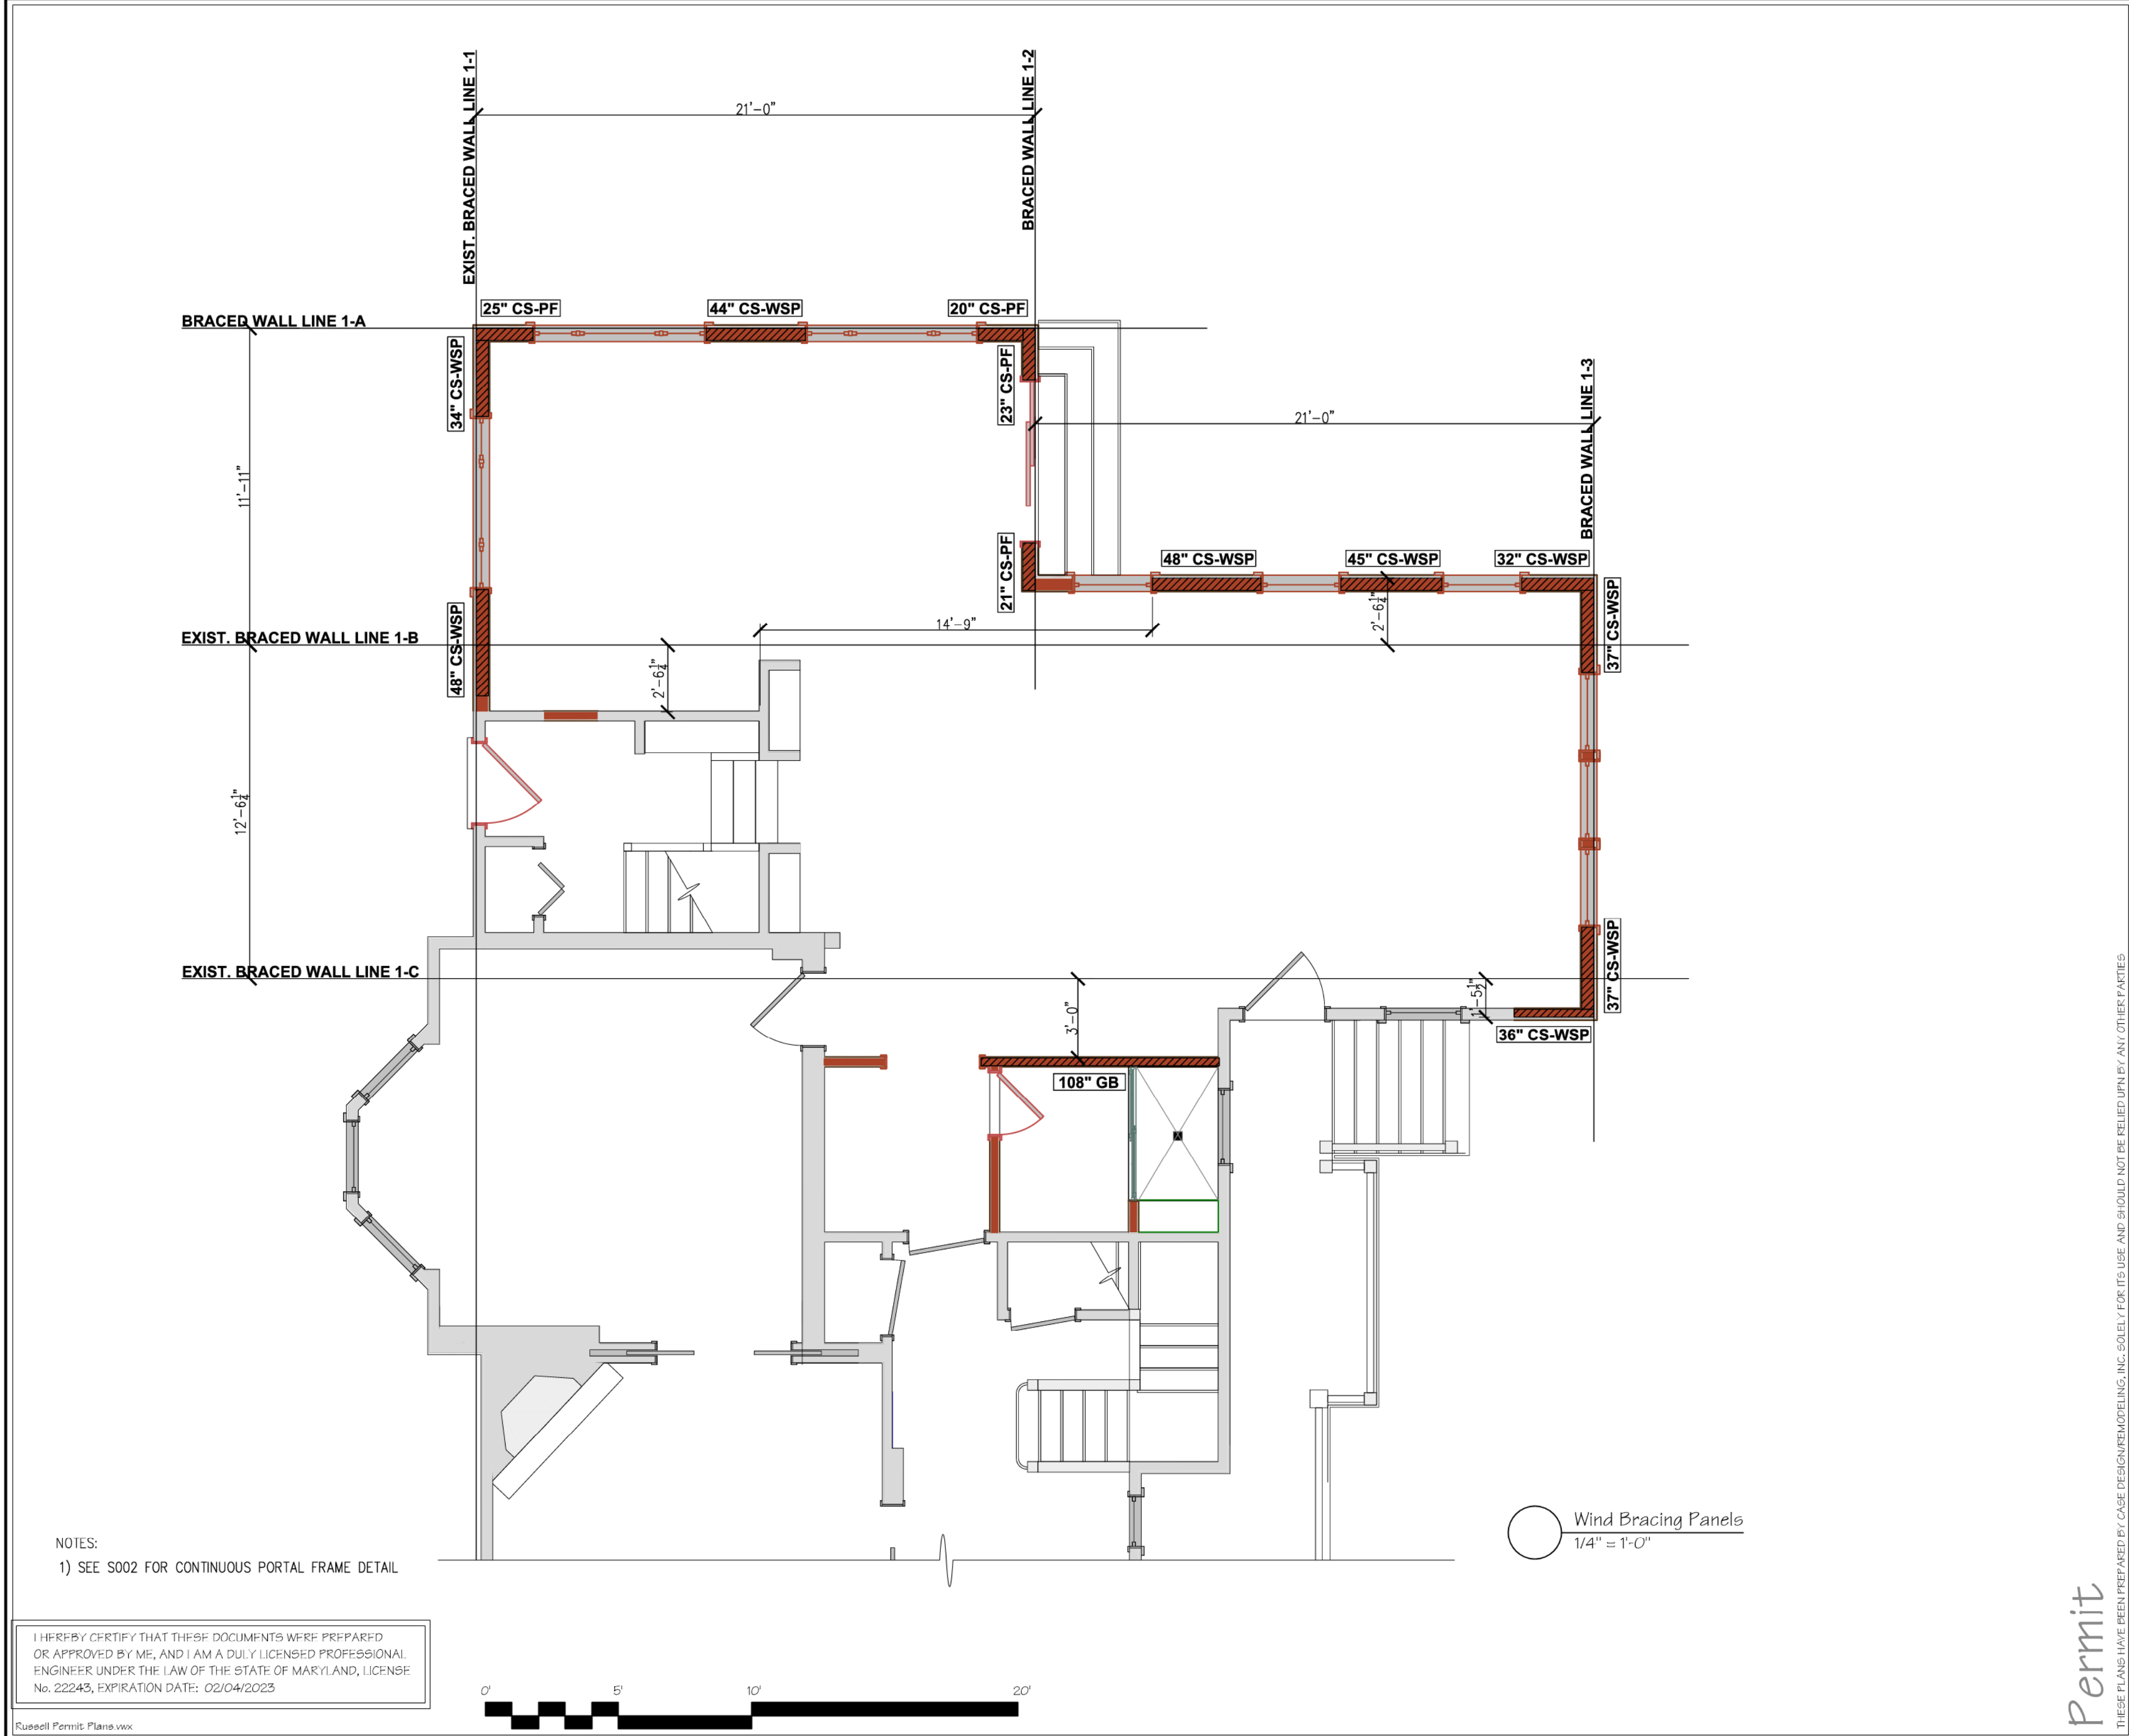 EXIST. BRACED WALL LINE 1-1
BRACED WALL LINE 1-2
21'-0"
BRACED WALL LINE 1-A
25" CS-PF
44" CS-WSP
20" CS-PF
34" CS-WSP
23" CS-PF
BRACED WALL LINE 1-3
21'-0"
11'-11"
21" CS-PF
48" CS-WSP
45" CS-WSP
32" CS-WSP
2'-6¼"
37" CS-WSP
14'-9"
EXIST. BRACED WALL LINE 1-B
48" CS-WSP
2'-6¼"
12'-6¼"
EXIST. BRACED WALL LINE 1-C
3'-0"
1'-5½"
37" CS-WSP
36" CS-WSP
108" GB
Wind Bracing Panels
1/4" = 1'-0"
NOTES:
1) SEE S002 FOR CONTINUOUS PORTAL FRAME DETAIL
I HEREBY CERTIFY THAT THESE DOCUMENTS WERE PREPARED
OR APPROVED BY ME, AND I AM A DULY LICENSED PROFESSIONAL
ENGINEER UNDER THE LAW OF THE STATE OF MARYLAND, LICENSE
No. 22243, EXPIRATION DATE: 02/04/2023
Russell Permit Plans.vwx
0' 5' 10' 20'
Permit
THESE PLANS HAVE BEEN PREPARED BY CASE DESIGN/REMODELING, INC. SOLELY FOR ITS USE AND SHOULD NOT BE RELIED UPN BY ANY OTHER PARTIES